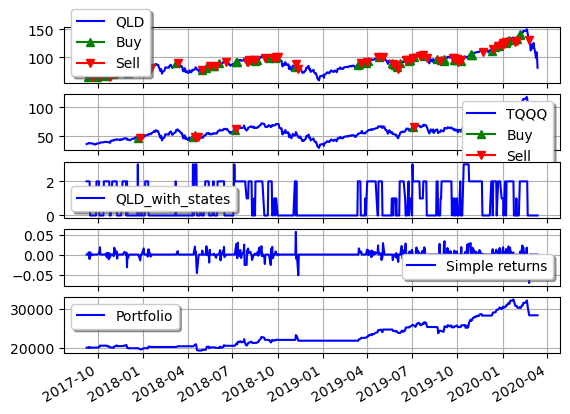 QLD
Buy
Sell
150
100
TQQQ
Buy
Sell
100
50
QLD_with_states
2
0
Simple returns
0.05
0.00
−0.05
Portfolio
30000
20000
2017-10 2018-01 2018-04 2018-07 2018-10 2019-01 2019-04 2019-07 2019-10 2020-01 2020-04